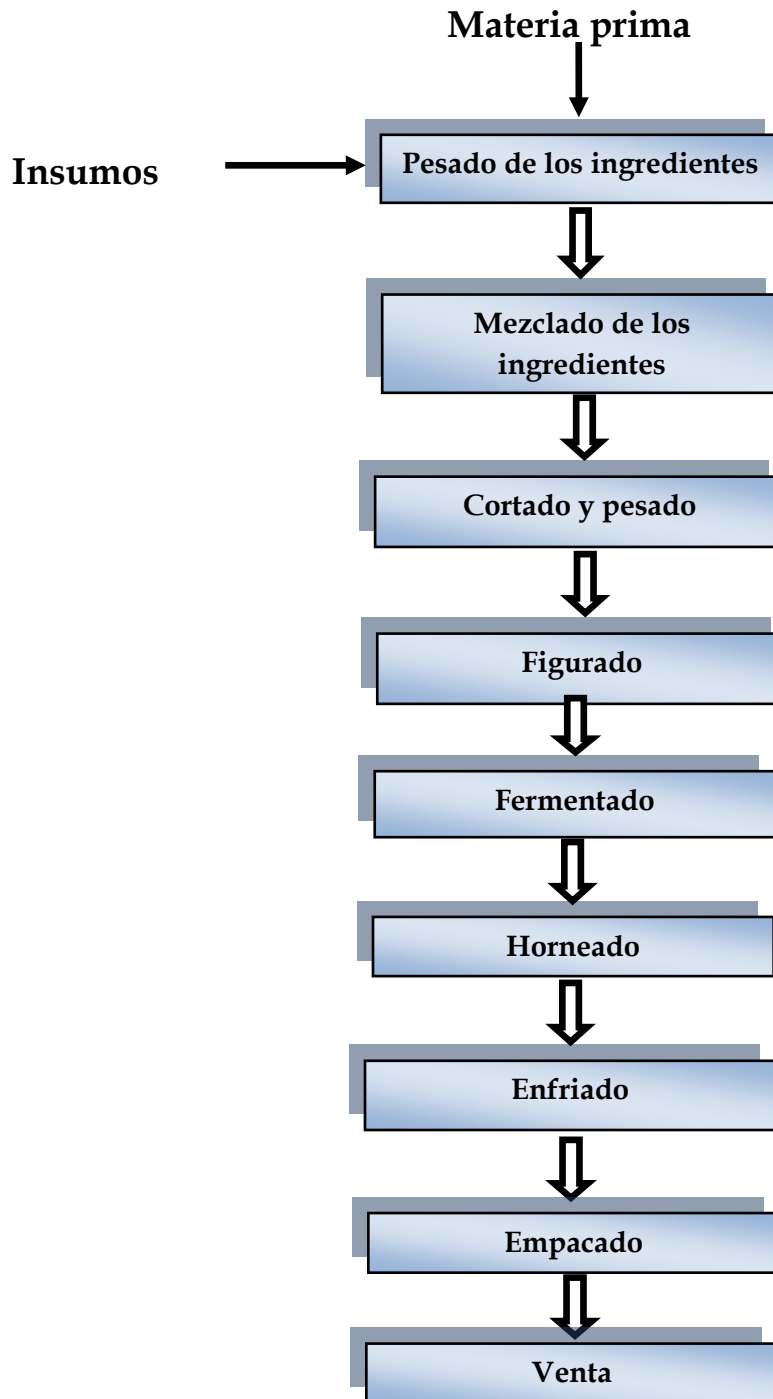 Materia prima
Insumos
Pesado de los ingredientes
Mezclado de los
ingredientes
Cortado y pesado
Figurado
Fermentado
Horneado
Enfriado
Empacado
Venta